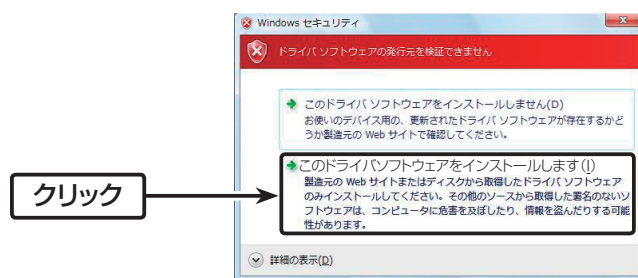 Windows セキュリティ
ドライバ ソフトウェアの発行元を検証できません
このドライバ ソフトウェアをインストールしません(D)
お使いのデバイス用の、更新されたドライバ ソフトウェアが存在するかど
うか製造元の Web サイトで確認してください。
このドライバソフトウェアをインストールします(I)
製造元の Web サイトまたはディスクから取得したドライバ ソフトウェア
のみインストールしてください。その他のソースから取得した署名のないソ
フトウェアは、コンピュータに危害を及ぼしたり、情報を盗んだりする可能
性があります。
クリック
詳細の表示(D)